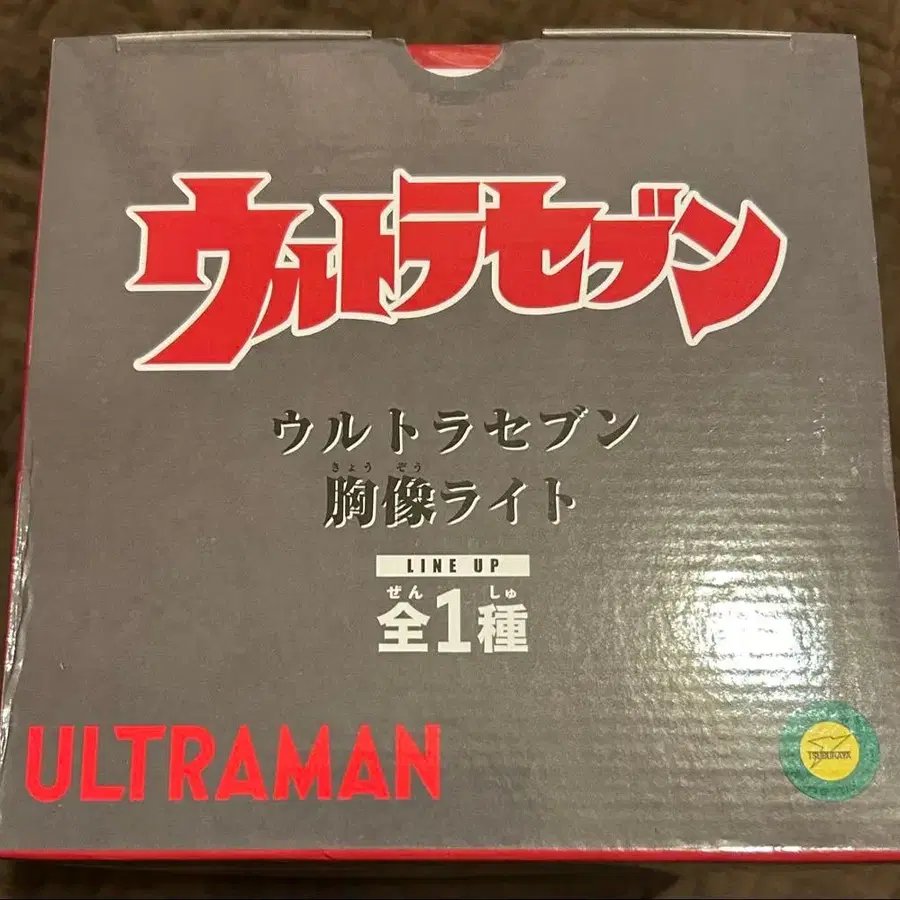 ウルトラセブン
ウルトラセブン
きょう ぞう
胸像ライト
LINE UP
ぜん しゅ
全1種
ULTRAMAN
TSUBURAYA